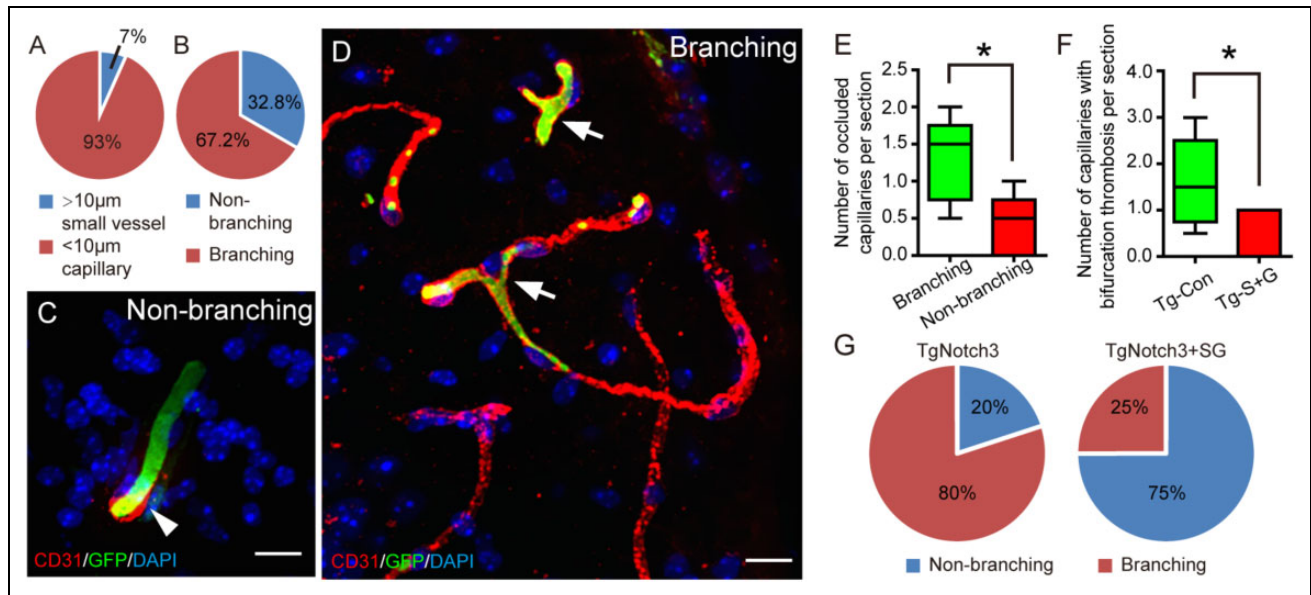 A
7%
93%
>10μm
small vessel
<10μm
capillary
B
32.8%
67.2%
Non-
branching
Branching
C
Non-branching
CD31/GFP/DAPI
D
Branching
CD31/GFP/DAPI
E
*
Number of occluded
capillaries per section
2.5
2.0
1.5
1.0
0.5
0.0
Branching
Non-branching
F
*
Number of capillaries with
bifurcation thrombosis per section
4.0
3.0
2.0
1.0
0.0
Tg-Con
Tg-S+G
G
TgNotch3
20%
80%
TgNotch3+SG
25%
75%
Non-branching
Branching